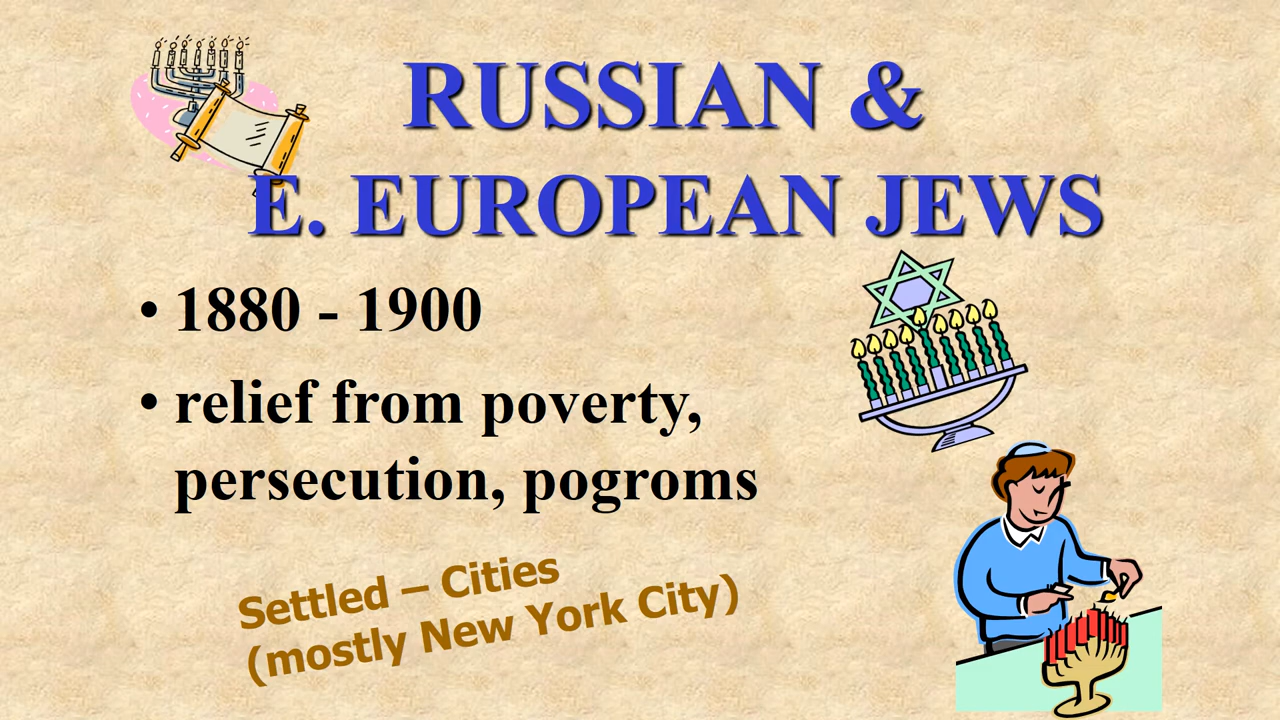 RUSSIAN &
E. EUROPEAN JEWS
• 1880 - 1900
• relief from poverty,
persecution, pogroms
Settled – Cities
(mostly New York City)